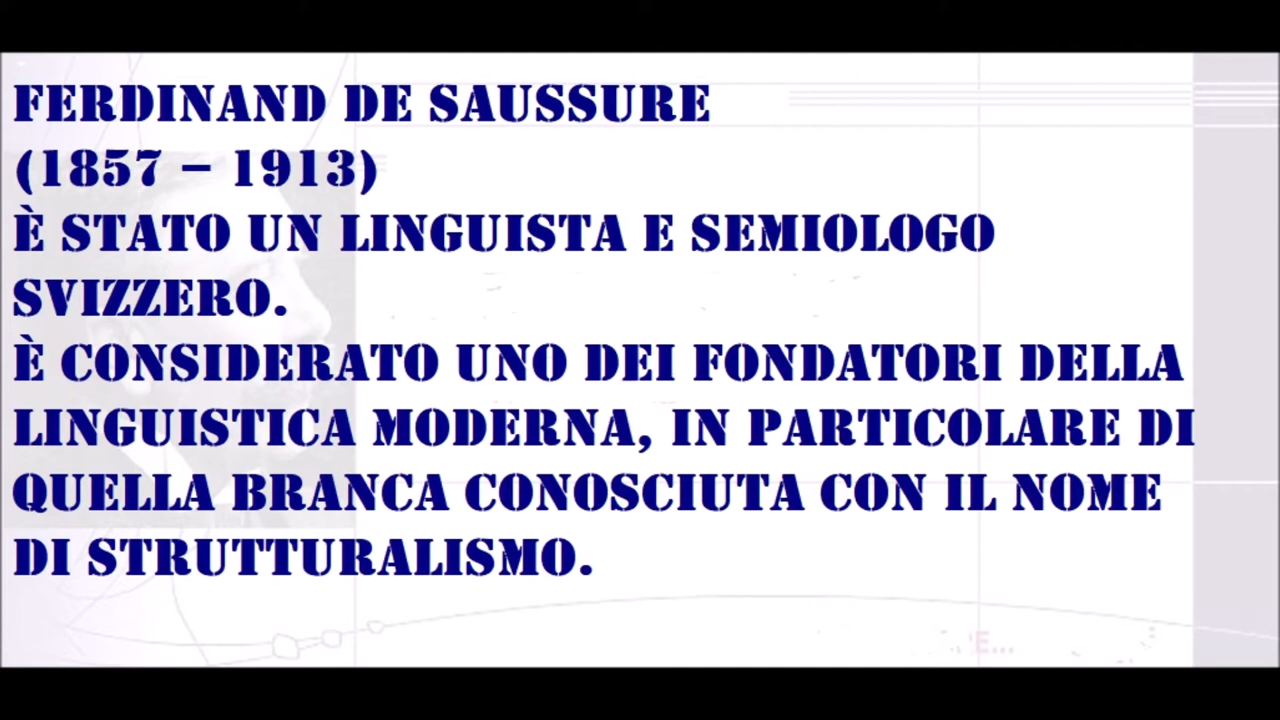 FERDINAND DE SAUSSURE
(1857 – 1913)
È STATO UN LINGUISTA E SEMIOLOGO
SVIZZERO.
È CONSIDERATO UNO DEI FONDATORI DELLA
LINGUISTICA MODERNA, IN PARTICOLARE DI
QUELLA BRANCA CONOSCIUTA CON IL NOME
DI STRUTTURALISMO.